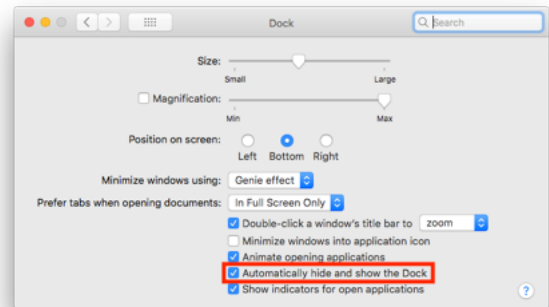 Dock
Search
Size:
Small Large
Magnification:
Min Max
Position on screen:
Left Bottom Right
Minimize windows using: Genie effect
Prefer tabs when opening documents: In Full Screen Only
Double-click a window's title bar to zoom
Minimize windows into application icon
Animate opening applications
Automatically hide and show the Dock
Show indicators for open applications
?